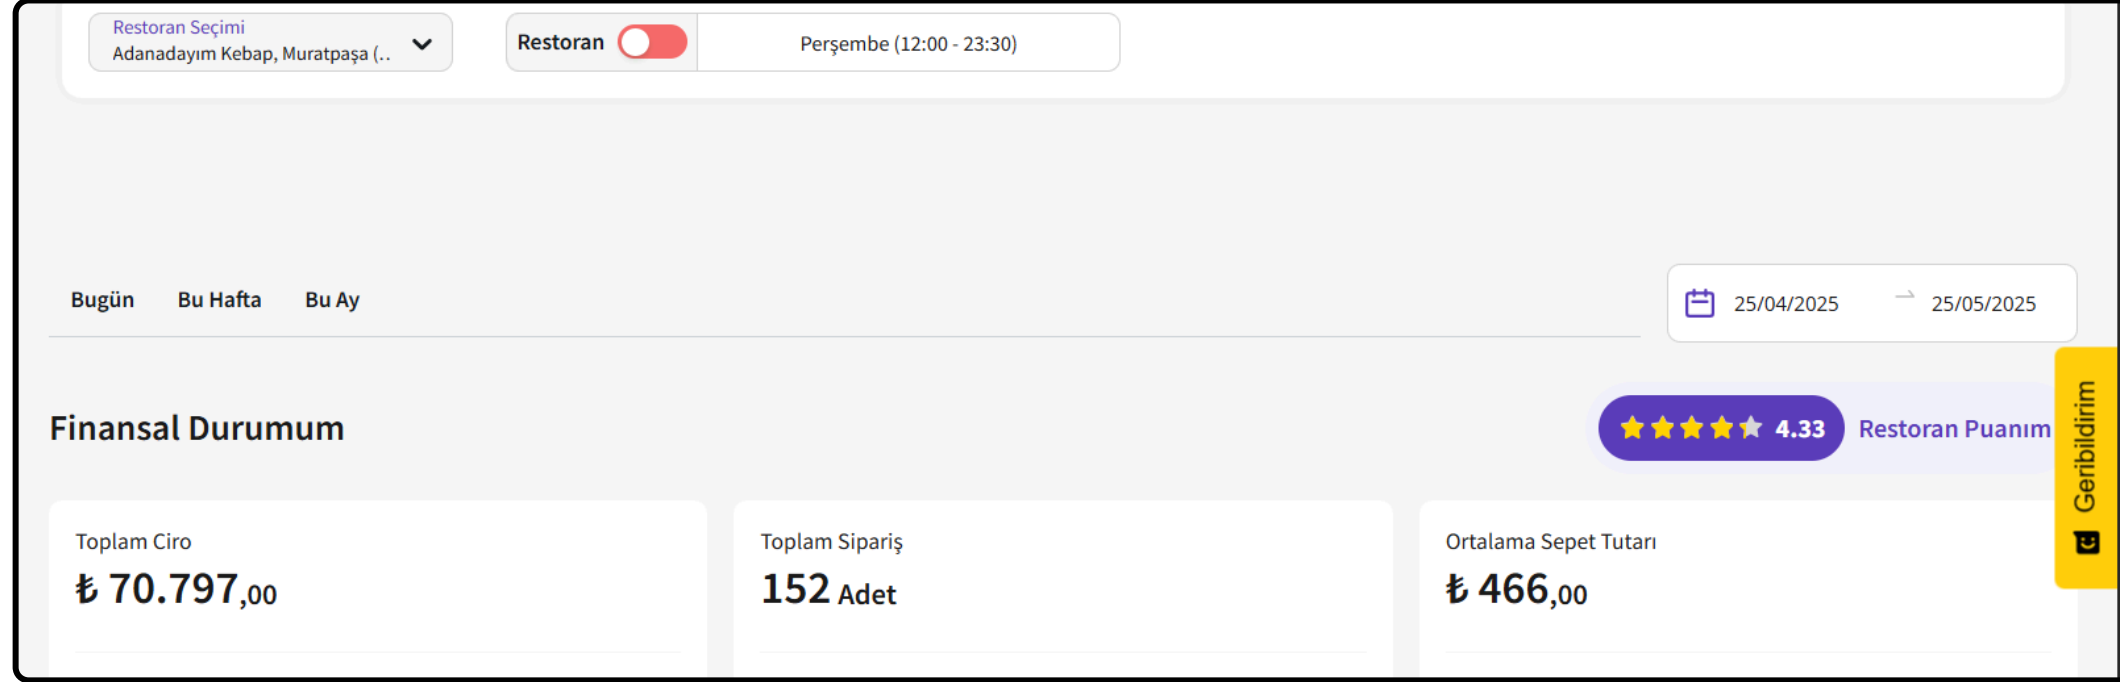 Restoran Seçimi
Adanadayım Kebap, Muratpaşa (..
Restoran
Perşembe (12:00 - 23:30)
Bugün
Bu Hafta
Bu Ay
25/04/2025
25/05/2025
Finansal Durumum
4.33
Restoran Puanım
Geribildirim
Toplam Ciro
₺ 70.797,00
Toplam Sipariş
152 Adet
Ortalama Sepet Tutarı
₺ 466,00